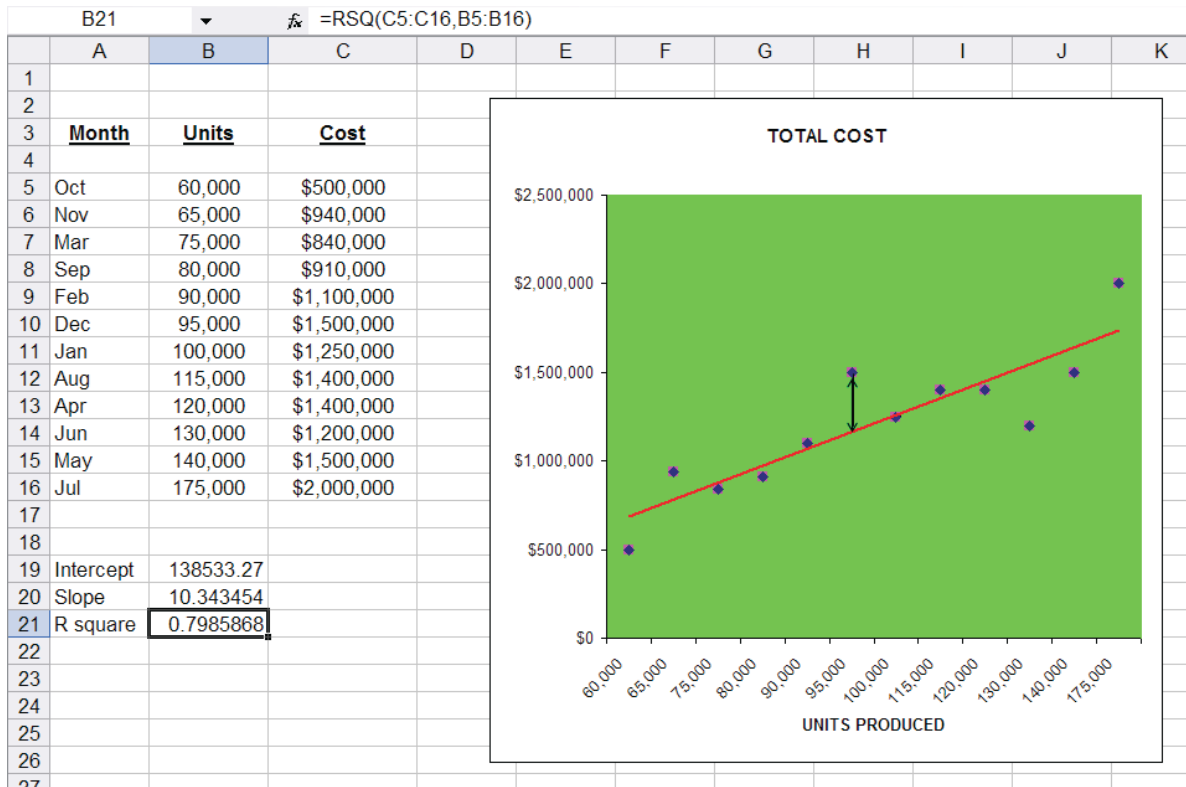 B21 fx =RSQ(C5:C16,B5:B16)
A B C D E F G H I J K
1
2
3 Month Units Cost
4
5 Oct 60,000 $500,000
6 Nov 65,000 $940,000
7 Mar 75,000 $840,000
8 Sep 80,000 $910,000
9 Feb 90,000 $1,100,000
10 Dec 95,000 $1,500,000
11 Jan 100,000 $1,250,000
12 Aug 115,000 $1,400,000
13 Apr 120,000 $1,400,000
14 Jun 130,000 $1,200,000
15 May 140,000 $1,500,000
16 Jul 175,000 $2,000,000
17
18
19 Intercept 138533.27
20 Slope 10.343454
21 R square 0.7985868
22
23
24
25
26
27
TOTAL COST
$2,500,000
$2,000,000
$1,500,000
$1,000,000
$500,000
$0
60,000 65,000 75,000 80,000 90,000 95,000 100,000 115,000 120,000 130,000 140,000 175,000
UNITS PRODUCED